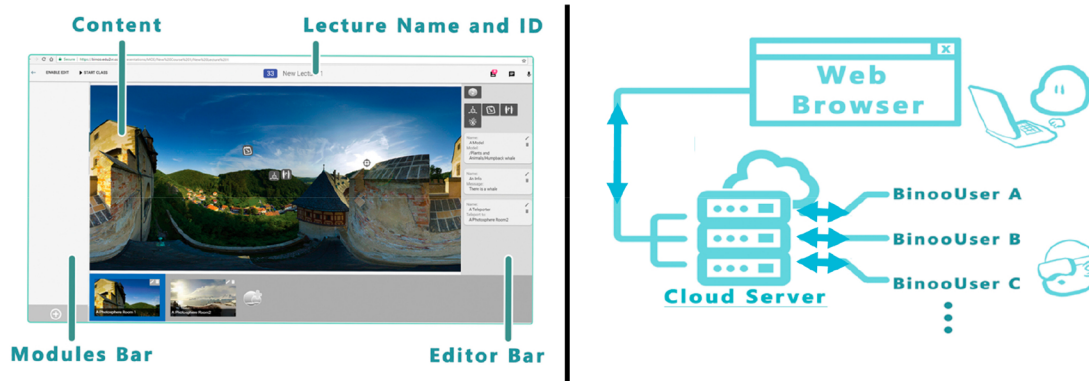 Content
Lecture Name and ID
ENABLE EDIT
START CLASS
33
New Lecture 1
Name:
A Model
Model:
/Plants and
Animals/Humpback whale
Name:
An Info
Message:
There is a whale
Name:
A Teleporter
Teleport to:
A Photosphere Room2
A Photosphere Room 1
A Photosphere Room2
Modules Bar
Editor Bar
Web
Browser
BinooUser A
BinooUser B
BinooUser C
Cloud Server